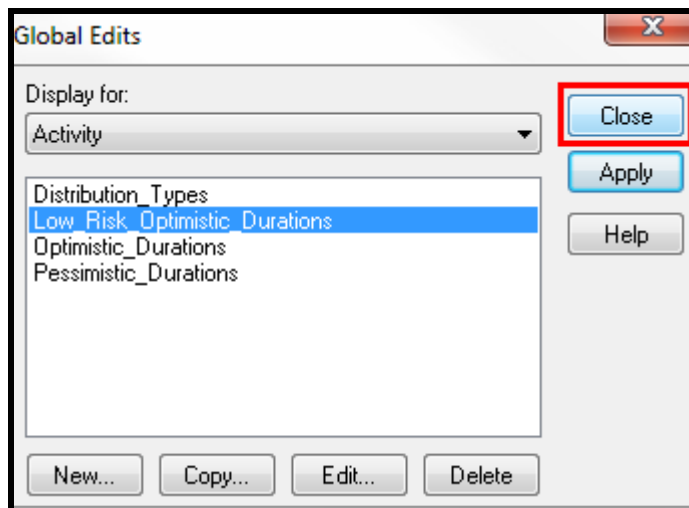 Global Edits
Display for:
Activity
Close
Apply
Help
Distribution_Types
Low_Risk_Optimistic_Durations
Optimistic_Durations
Pessimistic_Durations
New...
Copy...
Edit...
Delete